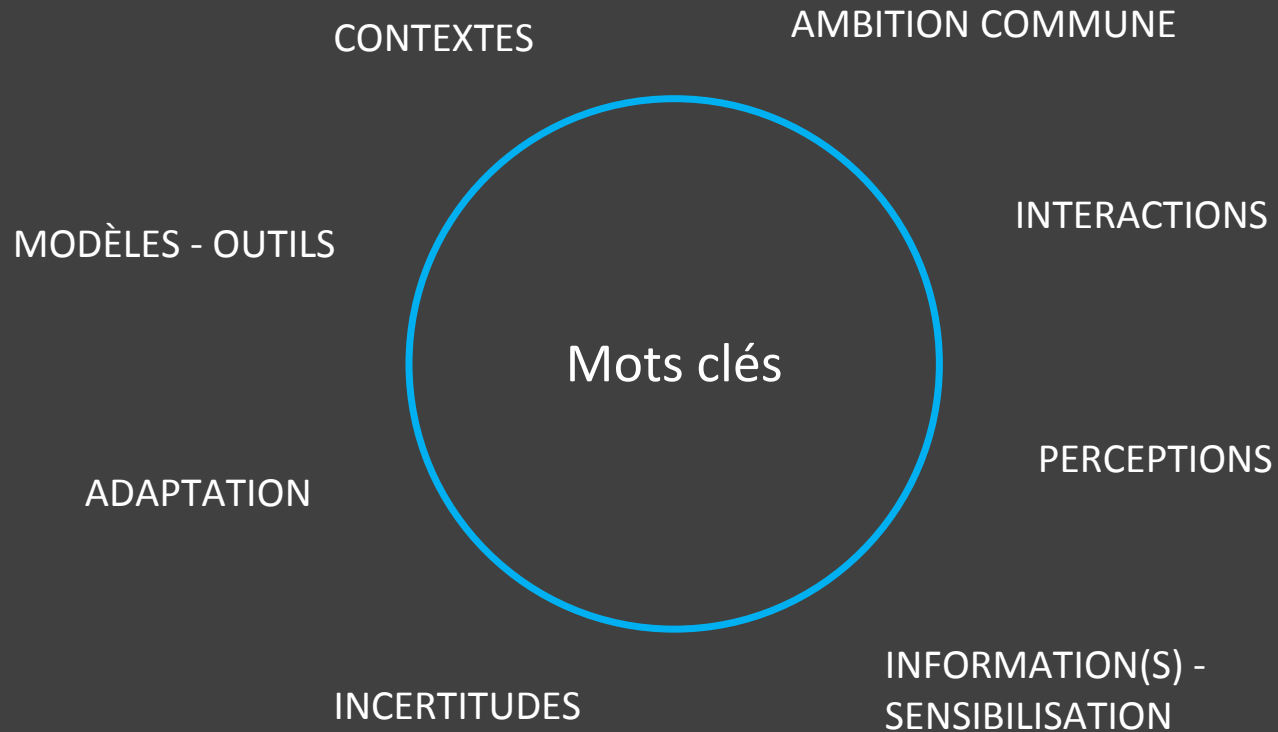 CONTEXTES
AMBITION COMMUNE
MODÈLES - OUTILS
INTERACTIONS
Mots clés
ADAPTATION
PERCEPTIONS
INCERTITUDES
INFORMATION(S) -
SENSIBILISATION